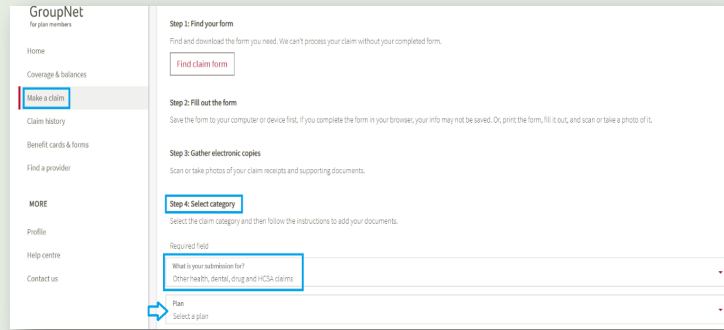 GroupNet
for plan members
Home
Coverage & balances
Make a claim
Claim history
Benefit cards & forms
Find a provider
MORE
Profile
Help centre
Contact us
Step 1: Find your form
Find and download the form you need. We can't process your claim without your completed form.
Find claim form
Step 2: Fill out the form
Save the form to your computer or device first. If you complete the form in your browser, your info may not be saved. Or, print the form, fill it out, and scan or take a photo of it.
Step 3: Gather electronic copies
Scan or take photos of your claim receipts and supporting documents.
Step 4: Select category
Select the claim category and then follow the instructions to add your documents.
Required field
What is your submission for?
Other health, dental, drug and HCSA claims
Plan
Select a plan